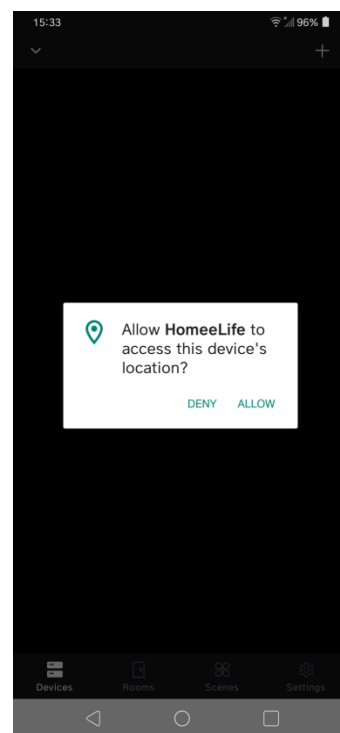 15:33
96%
Allow HomeeLife to
access this device's
location?
DENY ALLOW
Devices Rooms Scenes Settings